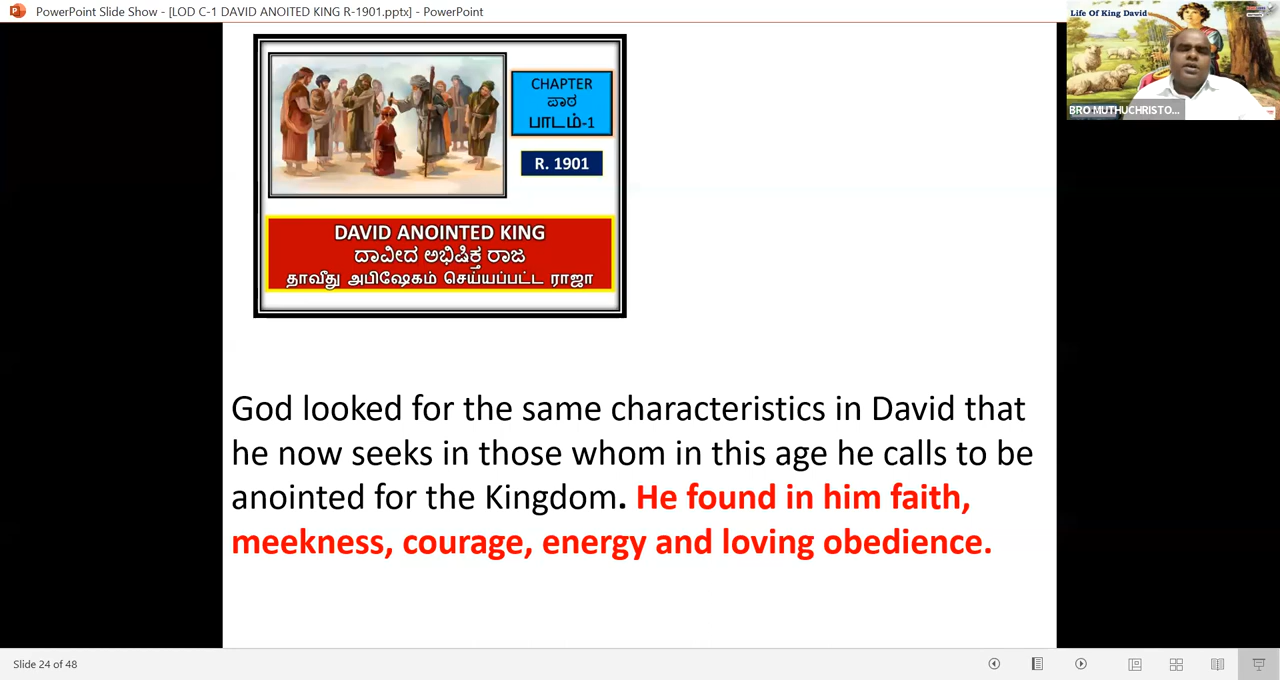 PowerPoint Slide Show - [LOD C-1 DAVID ANOITED KING R-1901.pptx] - PowerPoint
Life Of King David
BRO MUTHUCHRISTO...
CHAPTER
ಪಾಠ
பாடம்-1
R. 1901
DAVID ANOINTED KING
ದಾವೀದ ಅಭಿಷಿಕ್ತ ರಾಜ
தாவீது அபிஷேகம் செய்யப்பட்ட ராஜா
God looked for the same characteristics in David that
he now seeks in those whom in this age he calls to be
anointed for the Kingdom. He found in him faith,
meekness, courage, energy and loving obedience.
Slide 24 of 48